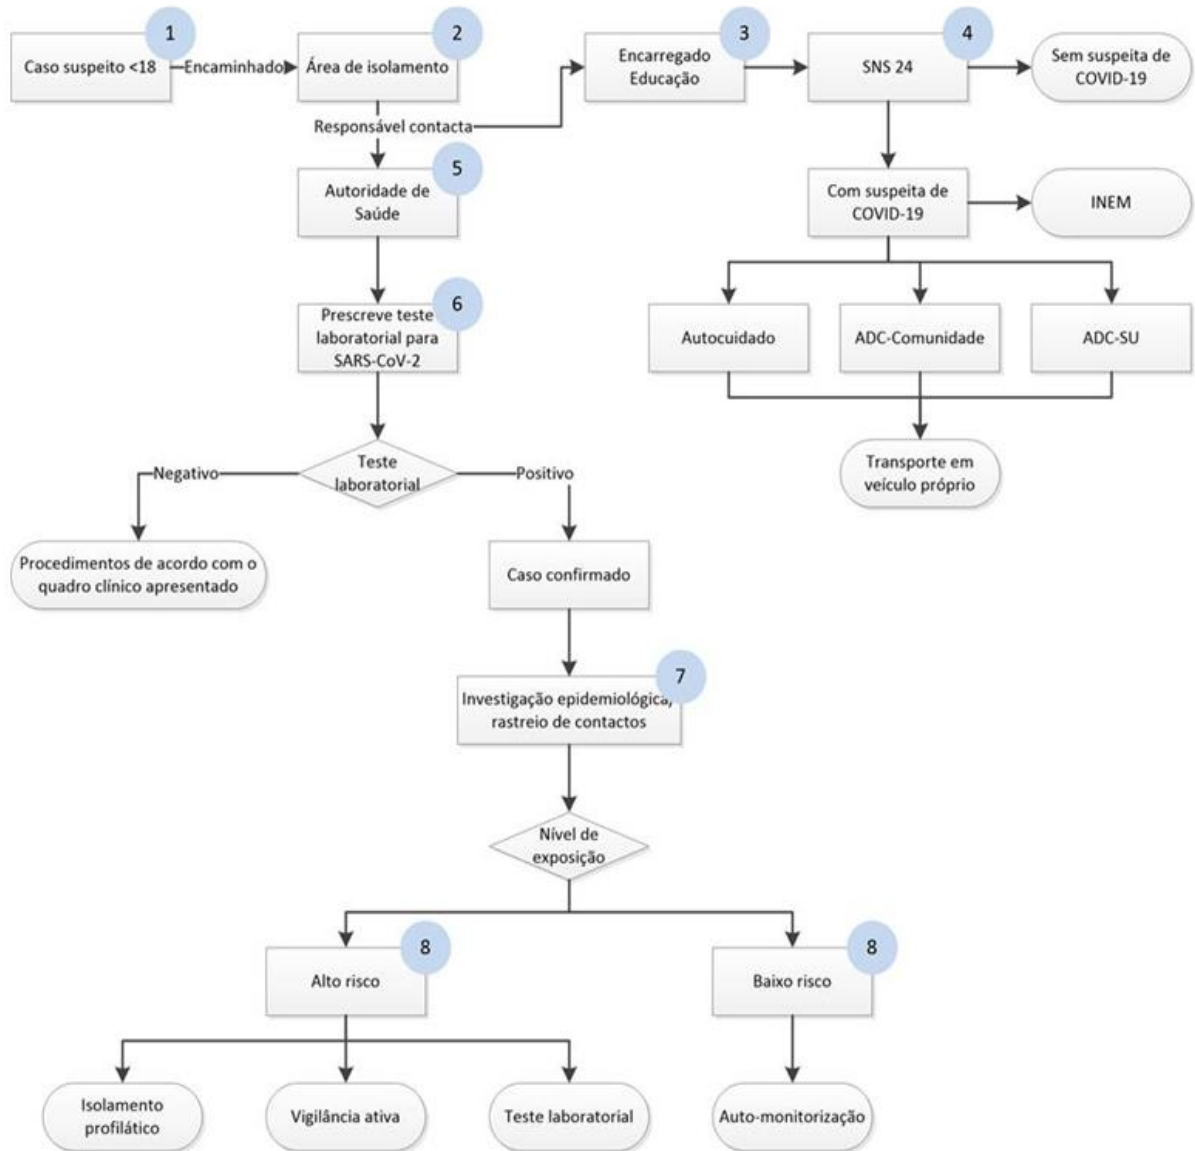 1
Caso suspeito <18
Encaminhado
2
Área de isolamento
3
Encarregado
Educação
4
SNS 24
Sem suspeita de
COVID-19
Responsável contacta
5
Autoridade de
Saúde
Com suspeita de
COVID-19
INEM
6
Prescreve teste
laboratorial para
SARS-CoV-2
Autocuidado
ADC-Comunidade
ADC-SU
Negativo
Teste
laboratorial
Positivo
Transporte em
veículo próprio
Procedimentos de acordo com o
quadro clínico apresentado
Caso confirmado
7
Investigação epidemiológica,
rastreio de contactos
Nível de
exposição
8
Alto risco
8
Baixo risco
Isolamento
profilático
Vigilância ativa
Teste laboratorial
Auto-monitorização